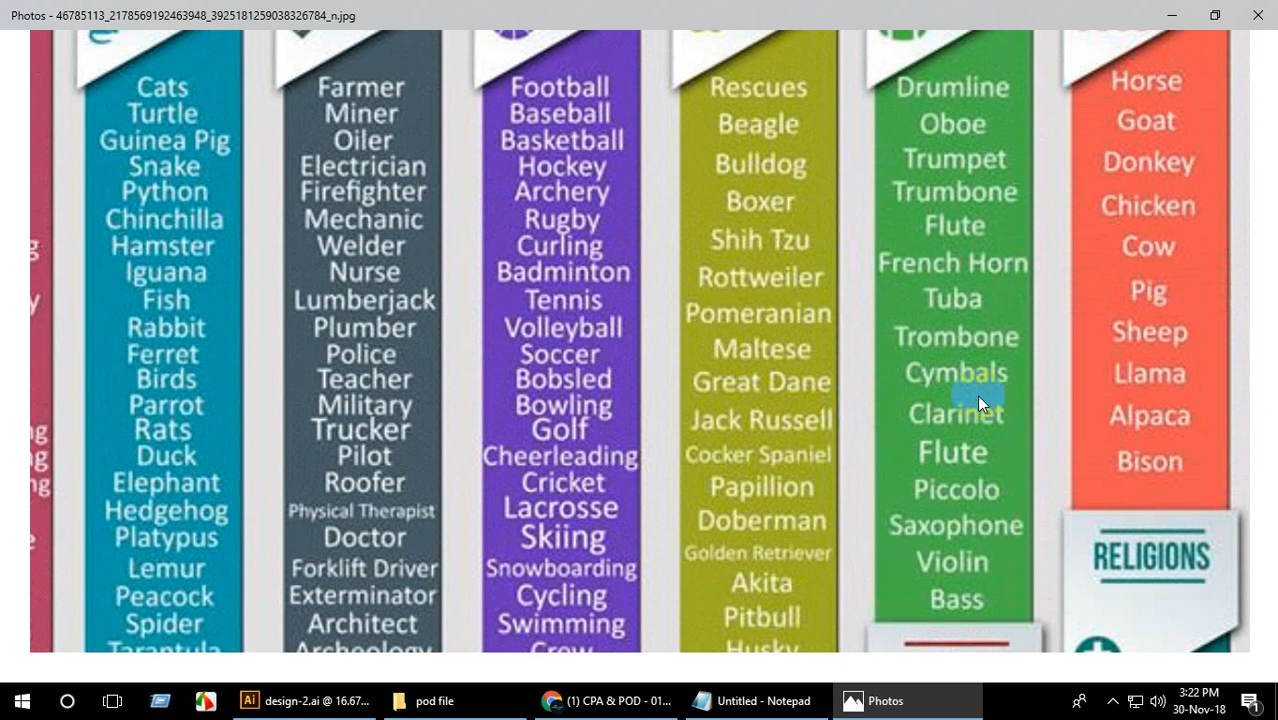 Photos - 46785113_2178569192463948_3925181259038326784_n.jpg
Cats
Turtle
Guinea Pig
Snake
Python
Chinchilla
Hamster
Iguana
Fish
Rabbit
Ferret
Birds
Parrot
Rats
Duck
Elephant
Hedgehog
Platypus
Lemur
Peacock
Spider
Tarantula
Farmer
Miner
Oiler
Electrician
Firefighter
Mechanic
Welder
Nurse
Lumberjack
Plumber
Police
Teacher
Military
Trucker
Pilot
Roofer
Physical Therapist
Doctor
Forklift Driver
Exterminator
Architect
Archeology
Football
Baseball
Basketball
Hockey
Archery
Rugby
Curling
Badminton
Tennis
Volleyball
Soccer
Bobsled
Bowling
Golf
Cheerleading
Cricket
Lacrosse
Skiing
Snowboarding
Cycling
Swimming
Crew
Rescues
Beagle
Bulldog
Boxer
Shih Tzu
Rottweiler
Pomeranian
Maltese
Great Dane
Jack Russell
Cocker Spaniel
Papillion
Doberman
Golden Retriever
Akita
Pitbull
Husky
Drumline
Oboe
Trumpet
Trumbone
Flute
French Horn
Tuba
Trombone
Cymbals
Clarinet
Flute
Piccolo
Saxophone
Violin
Bass
Horse
Goat
Donkey
Chicken
Cow
Pig
Sheep
Llama
Alpaca
Bison
RELIGIONS
design-2.ai @ 16.67...
pod file
(1) CPA & POD - 01...
Untitled - Notepad
Photos
3:22 PM
30-Nov-18